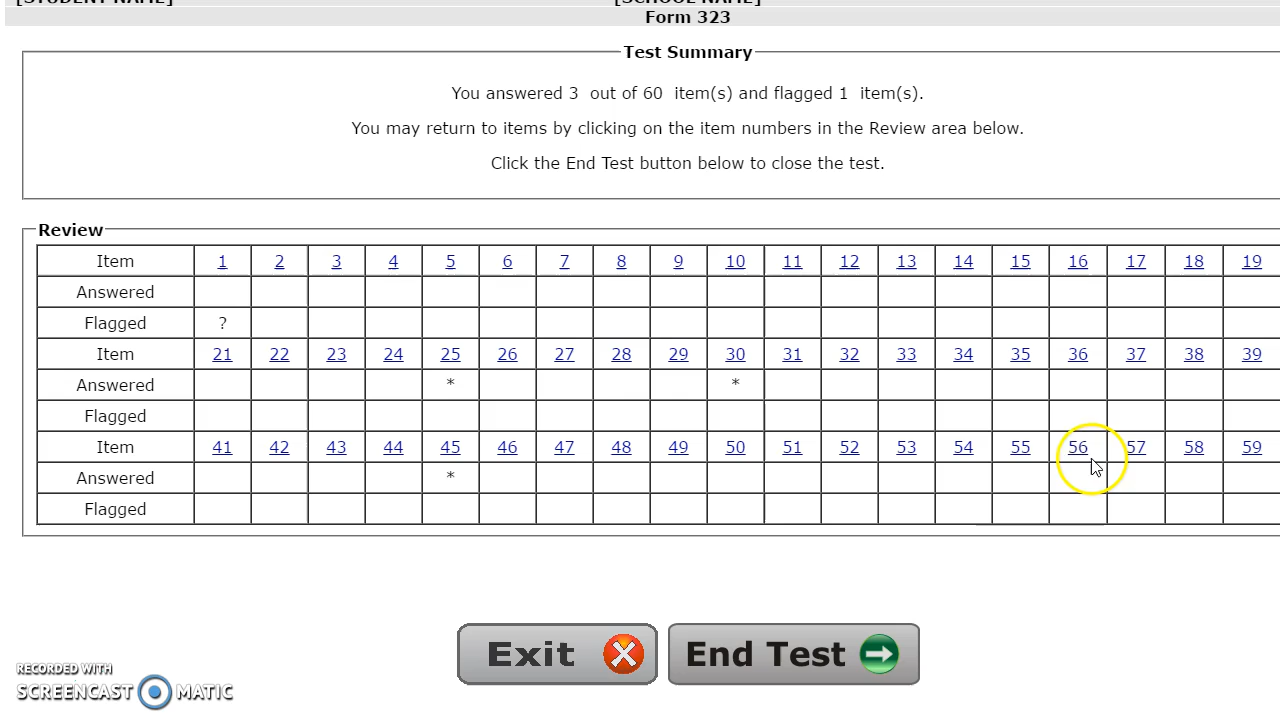 [STUDENT NAME] [SCHOOL NAME]
Form 323
Test Summary
You answered 3 out of 60 item(s) and flagged 1 item(s).
You may return to items by clicking on the item numbers in the Review area below.
Click the End Test button below to close the test.
Review
Item 1 2 3 4 5 6 7 8 9 10 11 12 13 14 15 16 17 18 19
Answered
Flagged ?
Item 21 22 23 24 25 26 27 28 29 30 31 32 33 34 35 36 37 38 39
Answered * *
Flagged
Item 41 42 43 44 45 46 47 48 49 50 51 52 53 54 55 56 57 58 59
Answered *
Flagged
Exit End Test
RECORDED WITH
SCREENCAST MATIC